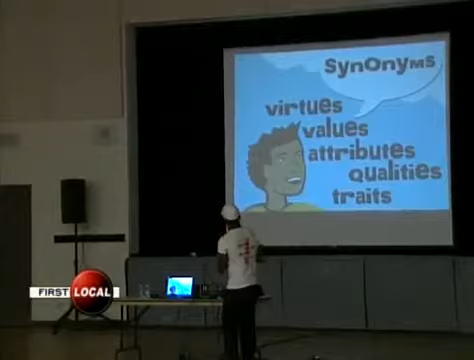 SynOnyms
virtues
values
attributes
qualities
traits
FIRST LOCAL